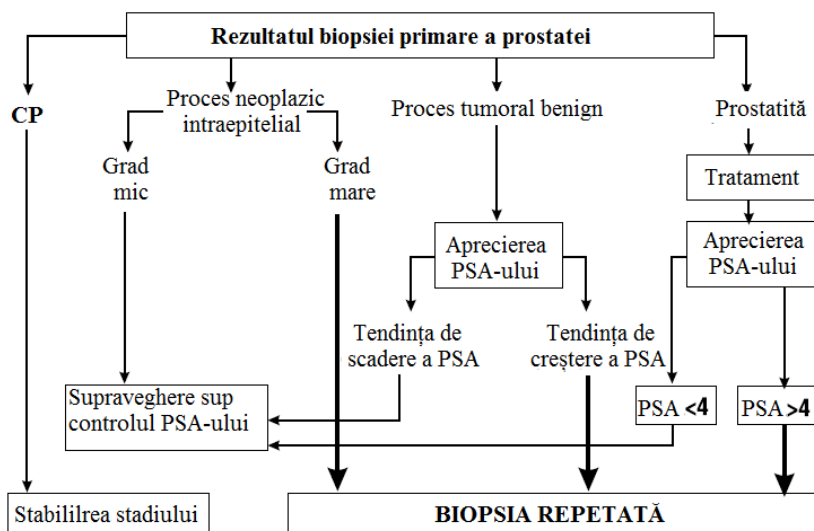 Rezultatul biopsiei primare a prostatei
CP
Proces neoplazic
intraepitelial
Proces tumoral benign
Prostatită
Grad
mic
Grad
mare
Tratament
Aprecierea
PSA-ului
Aprecierea
PSA-ului
Tendința de
scadere a PSA
Tendința de
creștere a PSA
Supraveghere sup
controlul PSA-ului
PSA <4
PSA >4
Stabililrea stadiului
BIOPSIA REPETATĂ